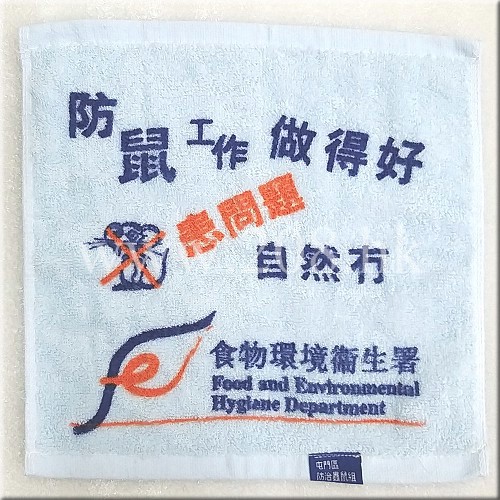 防鼠工作 做得好
患問題
自然冇
食物環境衞生署
Food and Environmental
Hygiene Department
屯門區
防治蟲鼠組